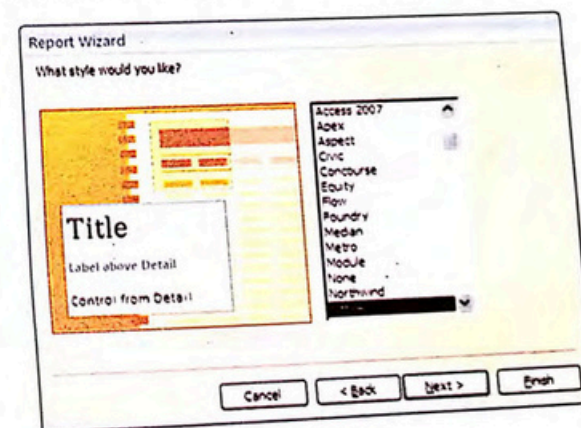 Report Wizard
What style would you like?
Title
Label above Detail
Control from Detail
Access 2007
Apex
Aspect
Civic
Concourse
Equity
Flow
Foundry
Median
Metro
Module
None
Northwind
Cancel
< Back
Next >
Finish